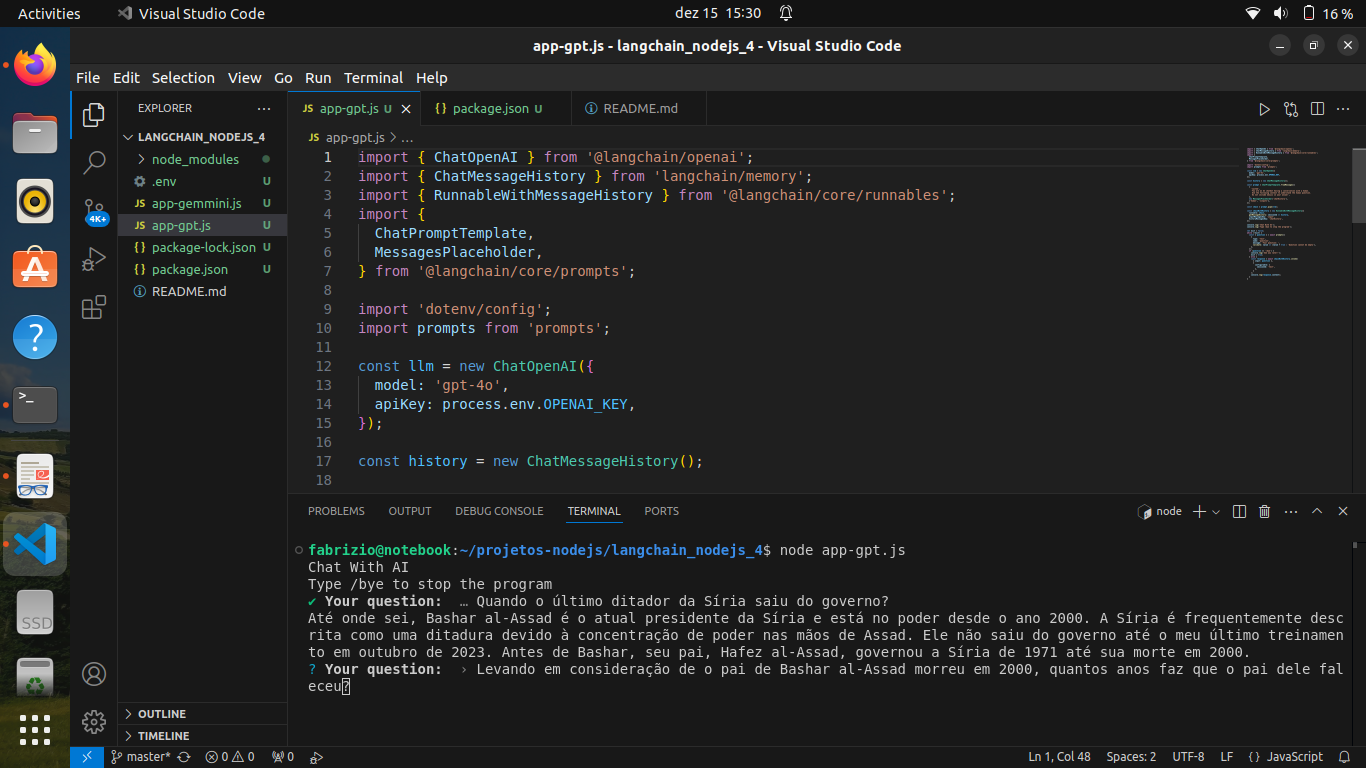 Activities
Visual Studio Code
dez 15 15:30
16 %
app-gpt.js - langchain_nodejs_4 - Visual Studio Code
File Edit Selection View Go Run Terminal Help
EXPLORER
LANGCHAIN_NODEJS_4
node_modules
.env U
JS app-gemmini.js U
JS app-gpt.js U
{} package-lock.json U
{} package.json U
README.md
OUTLINE
TIMELINE
4K+
>_
?
SSD
JS app-gpt.js U
{} package.json U
README.md
JS app-gpt.js > ...
1 import { ChatOpenAI } from '@langchain/openai';
2 import { ChatMessageHistory } from 'langchain/memory';
3 import { RunnableWithMessageHistory } from '@langchain/core/runnables';
4 import {
5 ChatPromptTemplate,
6 MessagesPlaceholder,
7 } from '@langchain/core/prompts';
8
9 import 'dotenv/config';
10 import prompts from 'prompts';
11
12 const llm = new ChatOpenAI({
13 model: 'gpt-4o',
14 apiKey: process.env.OPENAI_KEY,
15 });
16
17 const history = new ChatMessageHistory();
18
PROBLEMS OUTPUT DEBUG CONSOLE TERMINAL PORTS
node
fabrizio@notebook:~/projetos-nodejs/langchain_nodejs_4$ node app-gpt.js
Chat With AI
Type /bye to stop the program
✔ Your question: … Quando o último ditador da Síria saiu do governo?
Até onde sei, Bashar al-Assad é o atual presidente da Síria e está no poder desde o ano 2000. A Síria é frequentemente desc
rita como uma ditadura devido à concentração de poder nas mãos de Assad. Ele não saiu do governo até o meu último treinamen
to em outubro de 2023. Antes de Bashar, seu pai, Hafez al-Assad, governou a Síria de 1971 até sua morte em 2000.
? Your question: › Levando em consideração de o pai de Bashar al-Assad morreu em 2000, quantos anos faz que o pai dele fal
eceu?
master* 0 0 0
Ln 1, Col 48 Spaces: 2 UTF-8 LF {} JavaScript